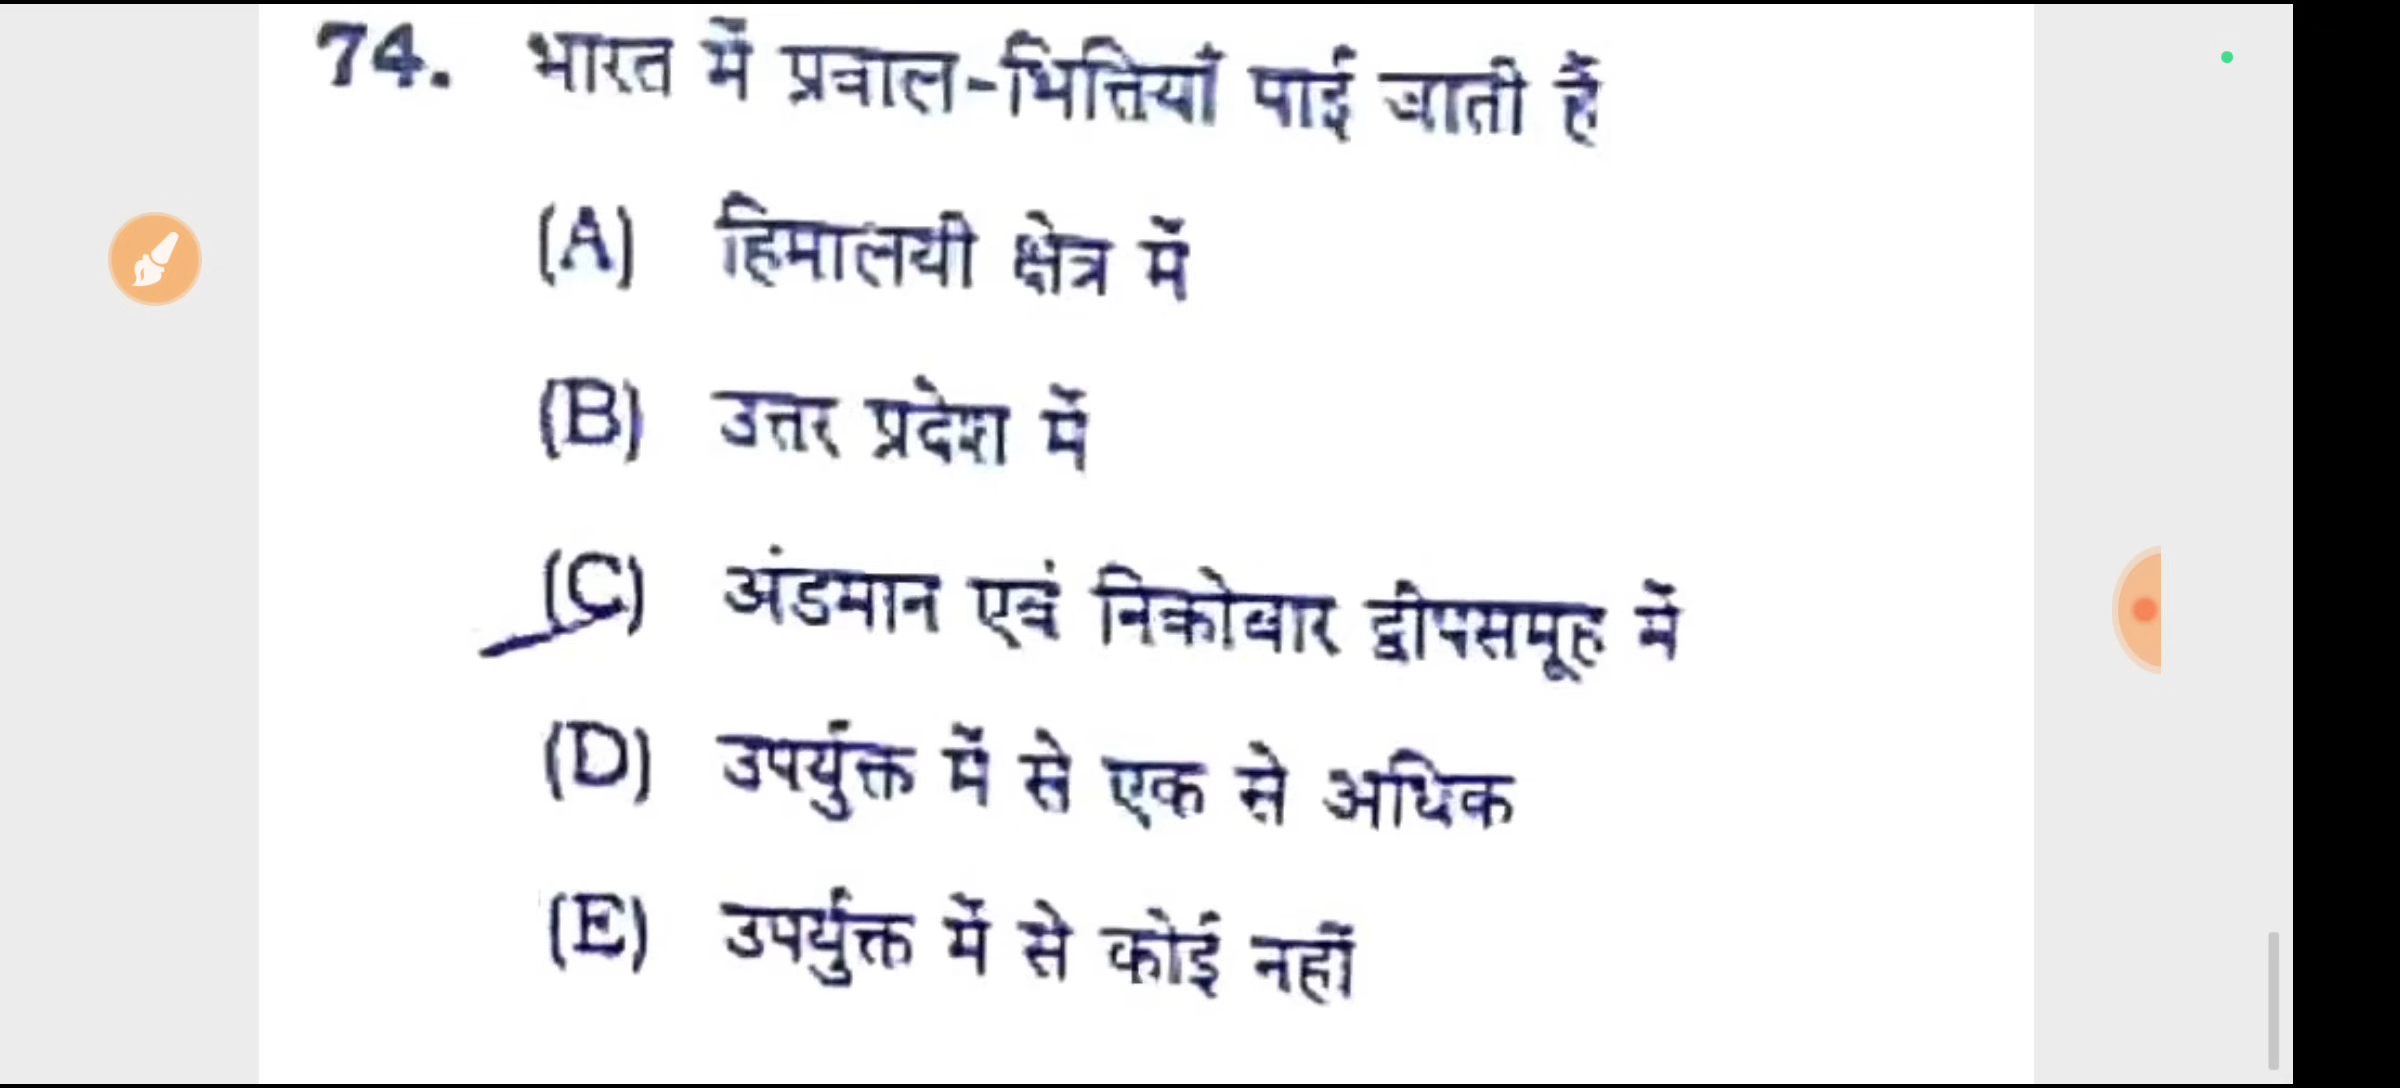 74. भारत में प्रवाल-भित्तियाँ पाई जाती हैं
(A) हिमालयी क्षेत्र में
(B) उत्तर प्रदेश में
(C) अंडमान एवं निकोबार द्वीपसमूह में
(D) उपर्युक्त में से एक से अधिक
(E) उपर्युक्त में से कोई नहीं